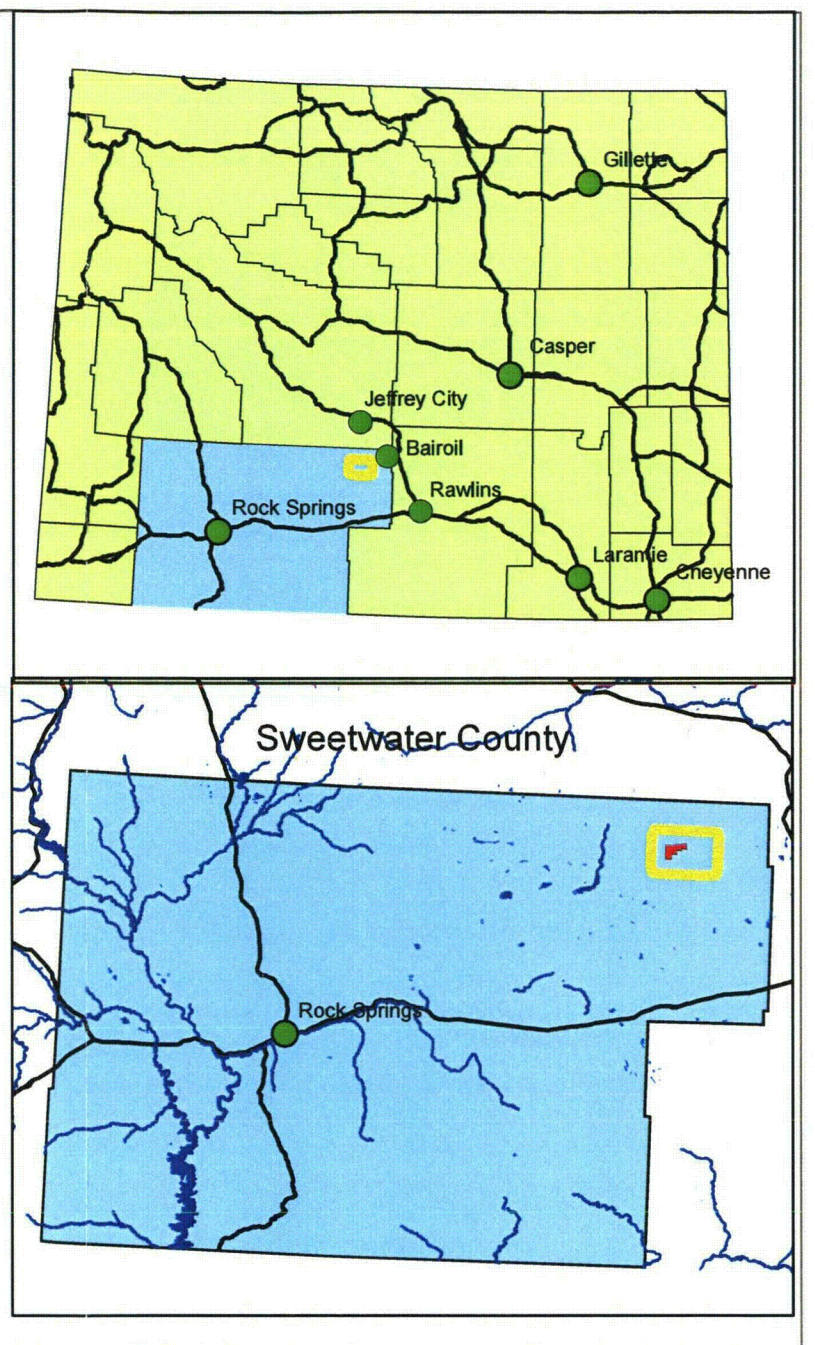 Gillette
Casper
Jeffrey City
Bairoil
Rawlins
Rock Springs
Laramie
Cheyenne
Sweetwater County
Rock Springs